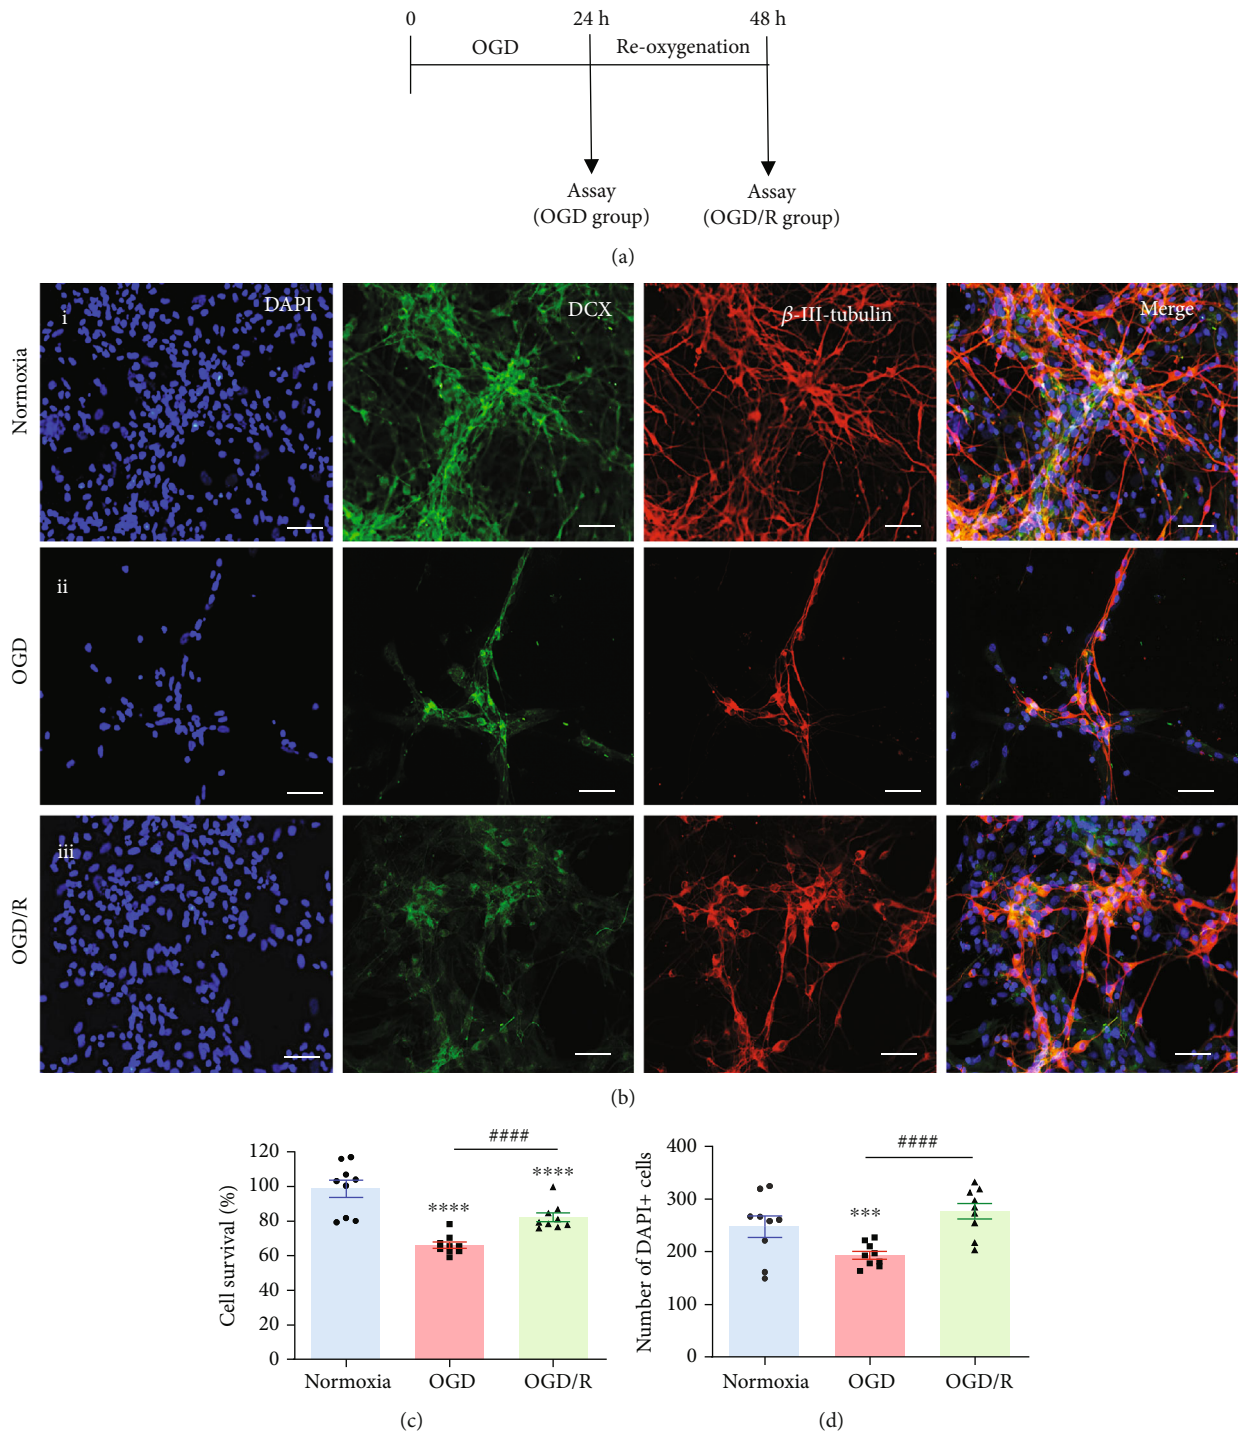 0 24 h 48 h
OGD Re-oxygenation
Assay
(OGD group)
Assay
(OGD/R group)
(a)
Normoxia
i
DAPI
DCX
β-III-tubulin
Merge
OGD
ii
OGD/R
iii
(b)
Cell survival (%)
120
100
80
60
40
20
0
####
****
****
Normoxia OGD OGD/R
(c)
Number of DAPI+ cells
400
300
200
100
0
####
***
Normoxia OGD OGD/R
(d)